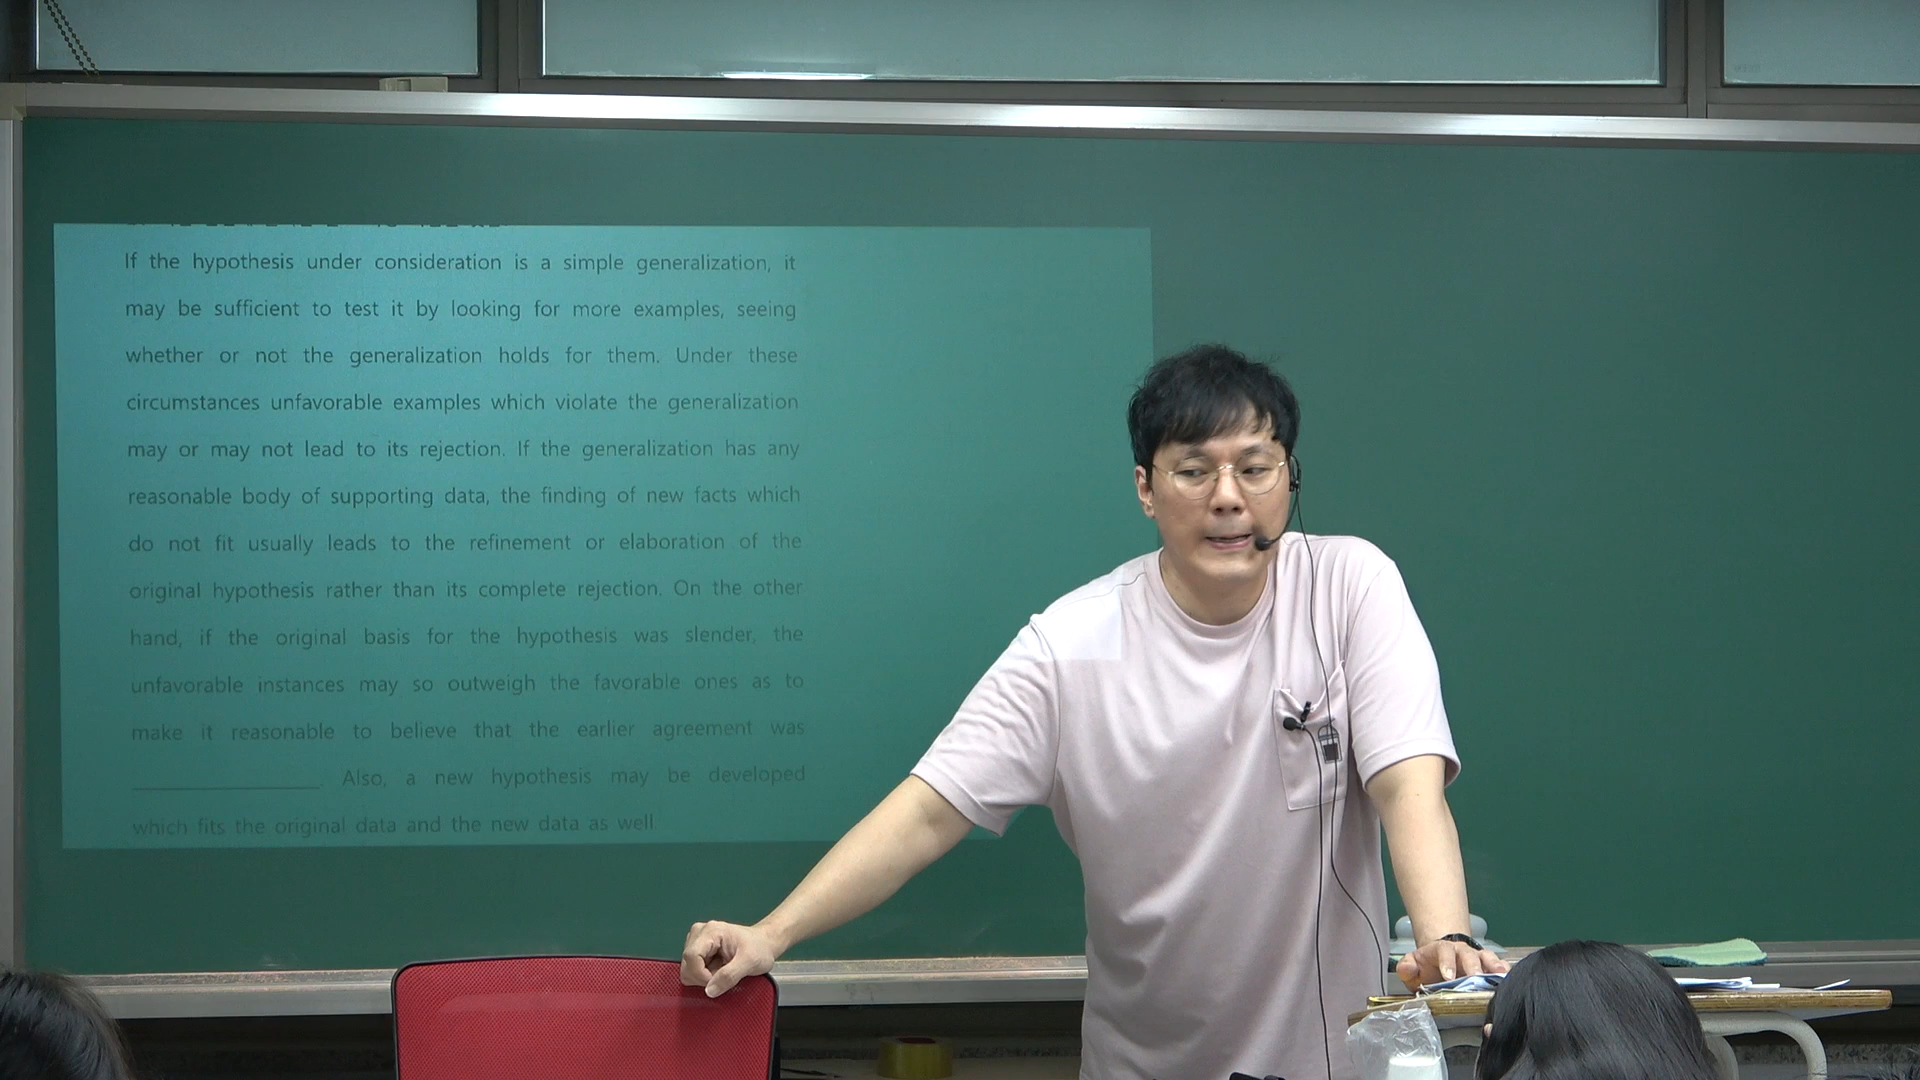 If the hypothesis under consideration is a simple generalization, it
may be sufficient to test it by looking for more examples, seeing
whether or not the generalization holds for them. Under these
circumstances unfavorable examples which violate the generalization
may or may not lead to its rejection. If the generalization has any
reasonable body of supporting data, the finding of new facts which
do not fit usually leads to the refinement or elaboration of the
original hypothesis rather than its complete rejection. On the other
hand, if the original basis for the hypothesis was slender, the
unfavorable instances may so outweigh the favorable ones as to
make it reasonable to believe that the earlier agreement was
____________. Also, a new hypothesis may be developed
which fits the original data and the new data as well.